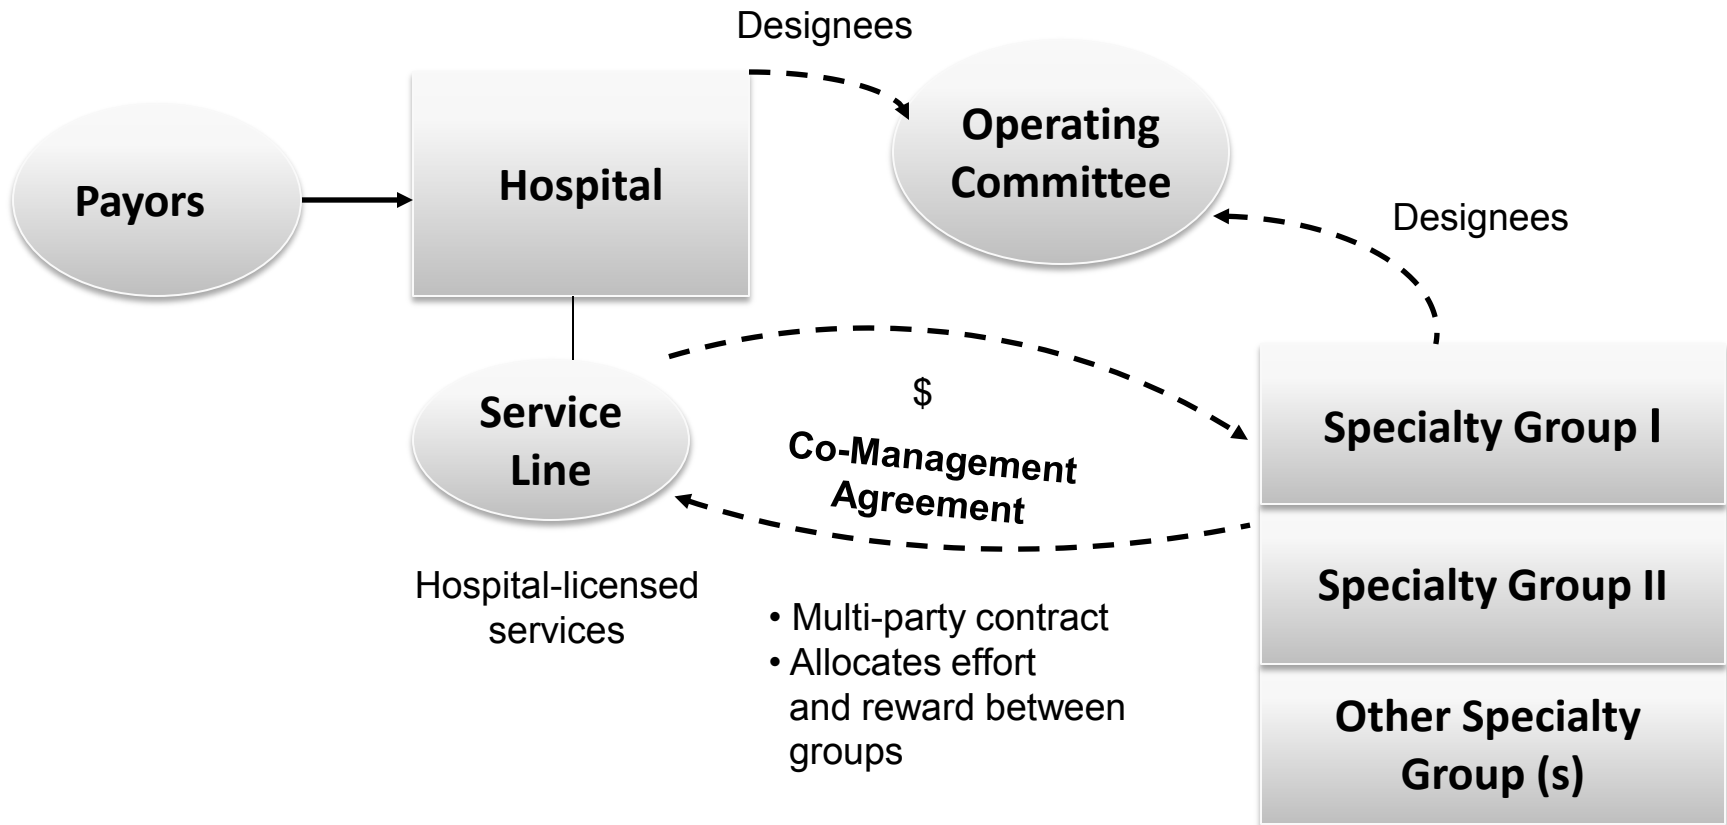 Designees
Operating
Committee
Hospital
Payors
Designees
Service
Line
$
Co-Management
Agreement
Specialty Group I
Specialty Group II
Other Specialty
Group (s)
Hospital-licensed
services
• Multi-party contract
• Allocates effort
and reward between
groups